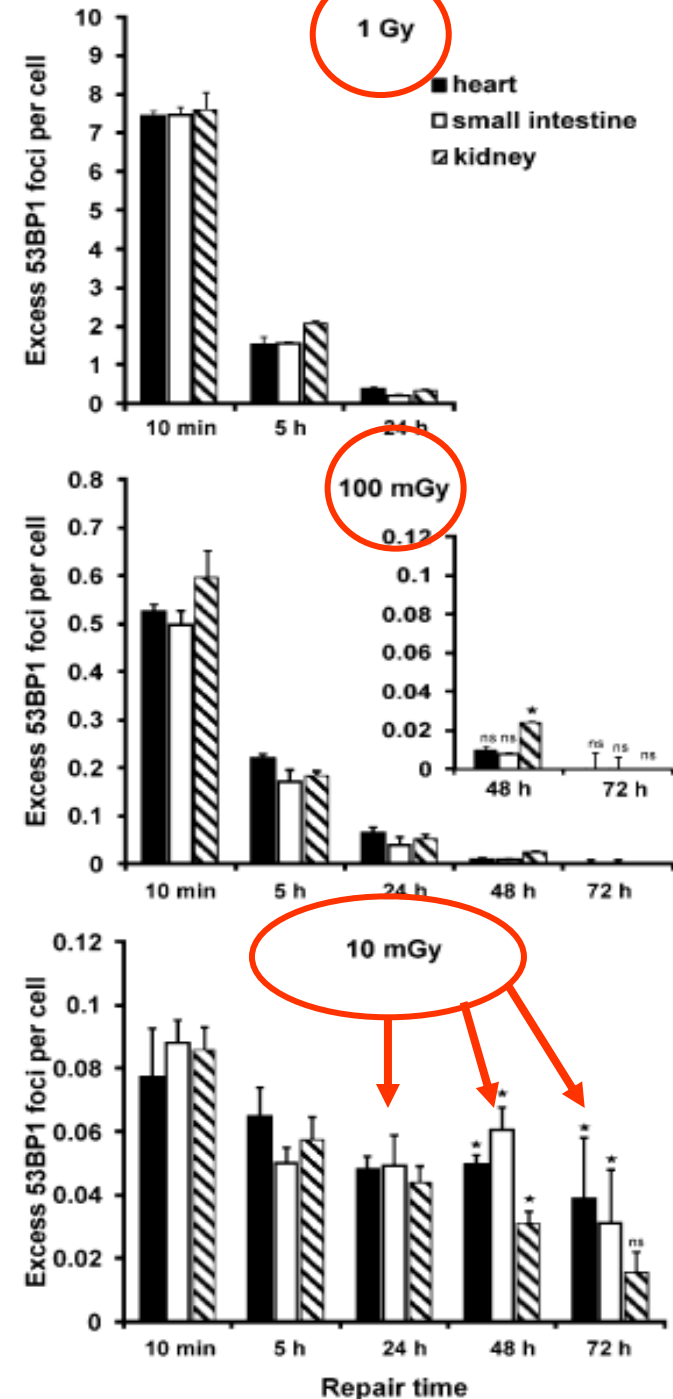 1 Gy
heart
small intestine
kidney
Excess 53BP1 foci per cell
10
9
8
7
6
5
4
3
2
1
0
10 min 5 h 24 h
100 mGy
Excess 53BP1 foci per cell
0.8
0.7
0.6
0.5
0.4
0.3
0.2
0.1
0
0.12
0.1
0.08
0.06
0.04
0.02
0
ns ns *
ns ns ns
48 h 72 h
10 min 5 h 24 h 48 h 72 h
10 mGy
Excess 53BP1 foci per cell
0.12
0.1
0.08
0.06
0.04
0.02
0
* * *
* * ns
10 min 5 h 24 h 48 h 72 h
Repair time